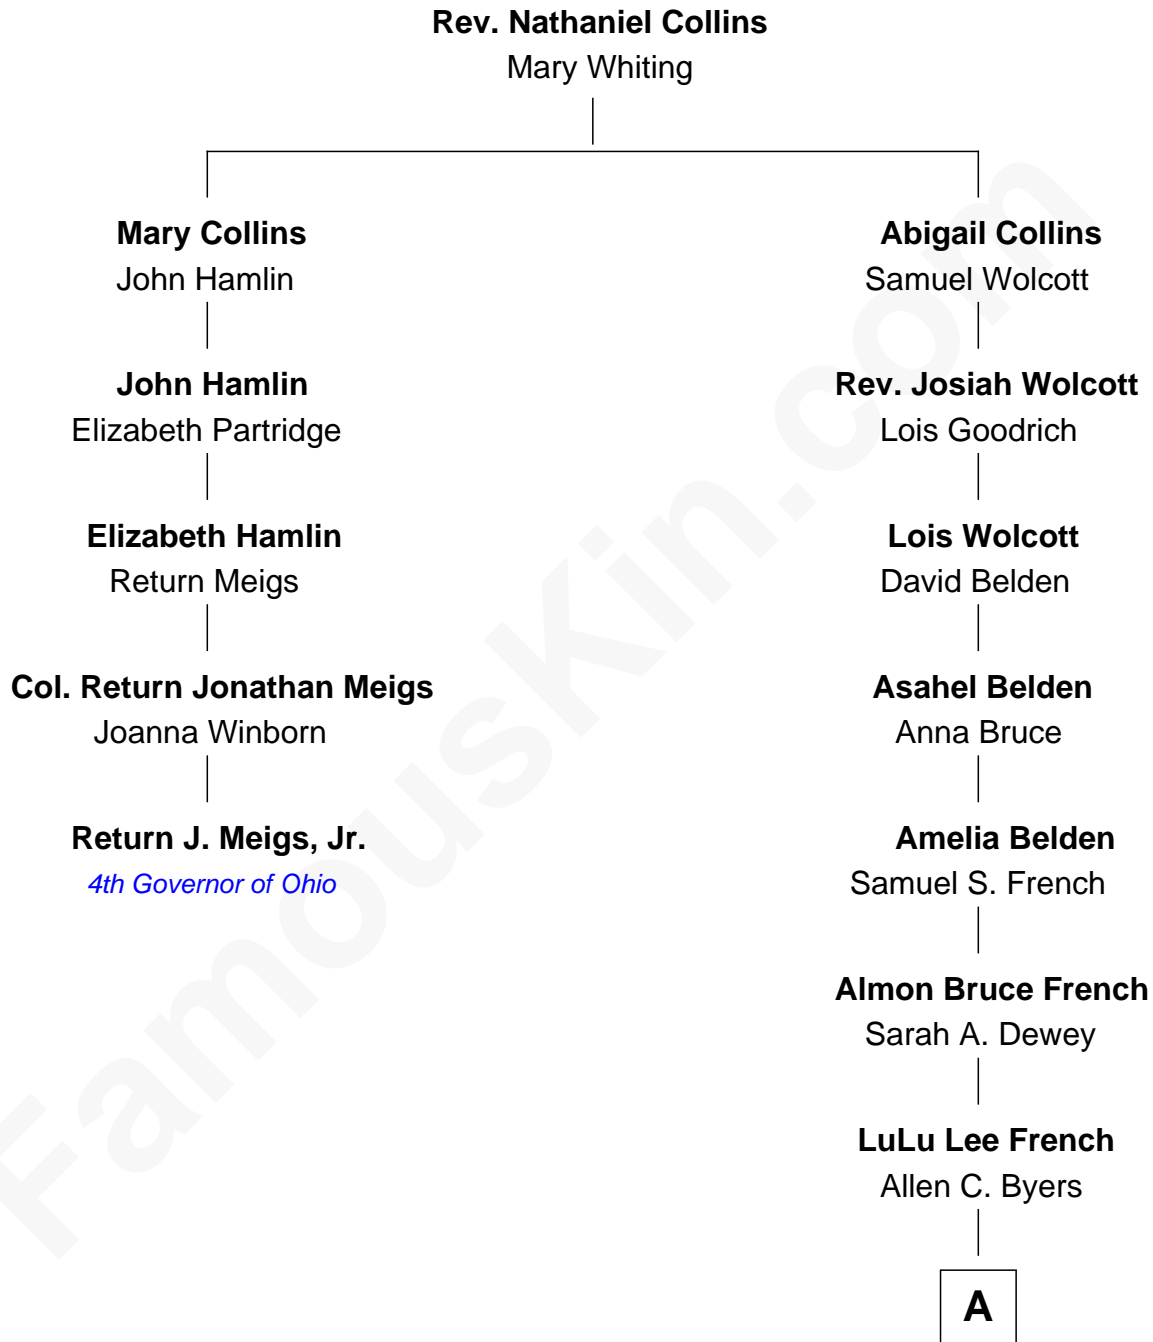 Rev. Nathaniel Collins
Mary Whiting
Mary Collins
John Hamlin
John Hamlin
Elizabeth Partridge
Elizabeth Hamlin
Return Meigs
Col. Return Jonathan Meigs
Joanna Winborn
Return J. Meigs, Jr.
4th Governor of Ohio
Abigail Collins
Samuel Wolcott
Rev. Josiah Wolcott
Lois Goodrich
Lois Wolcott
David Belden
Asahel Belden
Anna Bruce
Amelia Belden
Samuel S. French
Almon Bruce French
Sarah A. Dewey
LuLu Lee French
Allen C. Byers
A
FamousKin.com